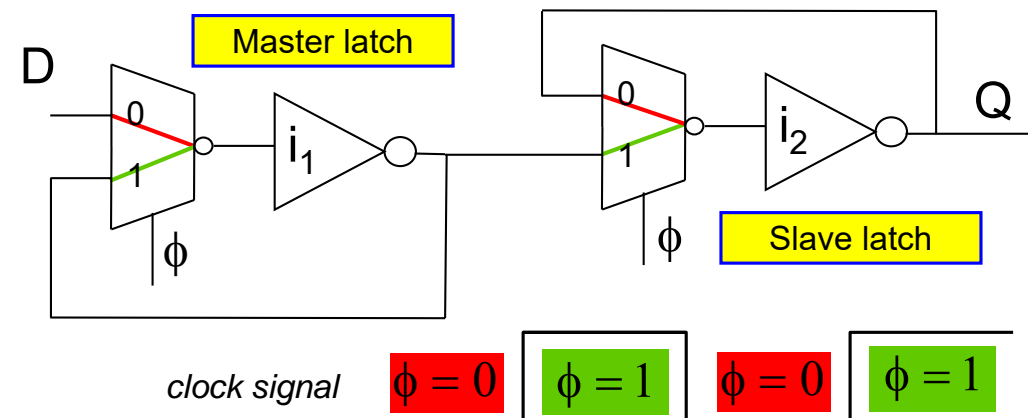 Master latch
D
0
1
i1
ϕ
0
1
i2
Q
ϕ
Slave latch
clock signal
ϕ = 0
ϕ = 1
ϕ = 0
ϕ = 1